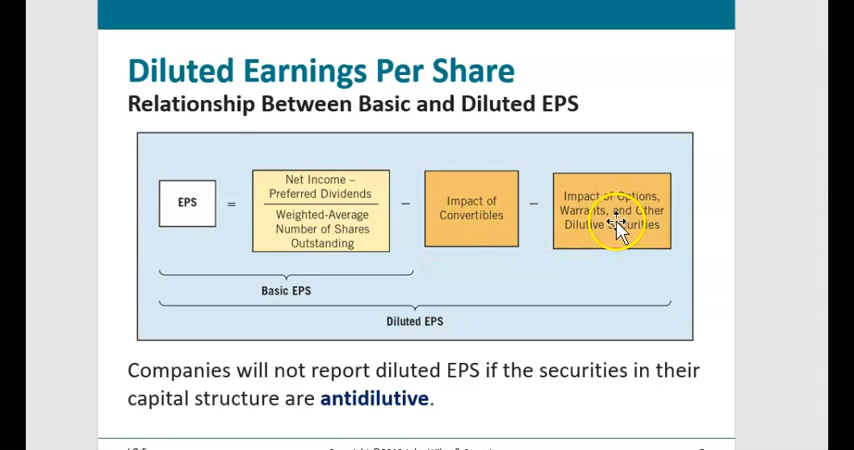 Diluted Earnings Per Share
Relationship Between Basic and Diluted EPS
EPS
=
Net Income –
Preferred Dividends
Weighted-Average
Number of Shares
Outstanding
–
Impact of
Convertibles
–
Impact of Options,
Warrants, and Other
Dilutive Securities
Basic EPS
Diluted EPS
Companies will not report diluted EPS if the securities in their
capital structure are antidilutive.